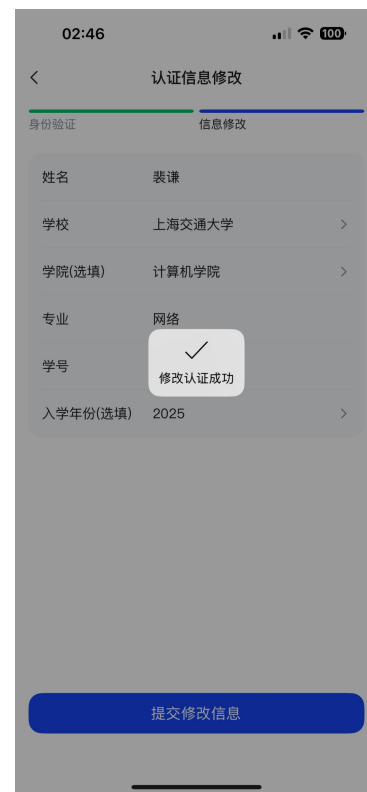 02:46
100
认证信息修改
身份验证 信息修改
姓名 裴谦
学校 上海交通大学
学院(选填) 计算机学院
专业 网络
修改认证成功
学号
入学年份(选填) 2025
提交修改信息